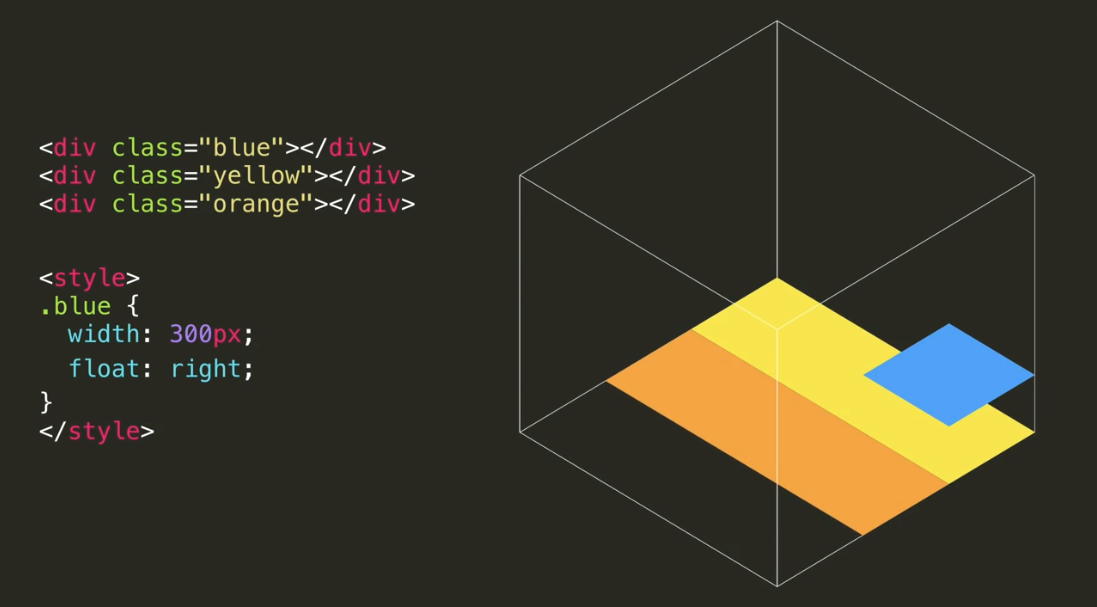 <div class="blue"></div>
<div class="yellow"></div>
<div class="orange"></div>
<style>
.blue {
  width: 300px;
  float: right;
}
</style>